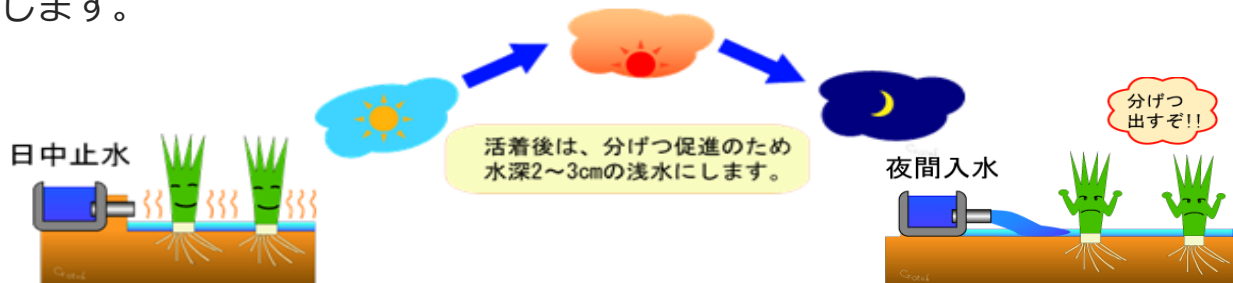 します。
日中止水
活着後は、分げつ促進のため
水深2～3cmの浅水にします。
夜間入水
分げつ
出すぞ!!